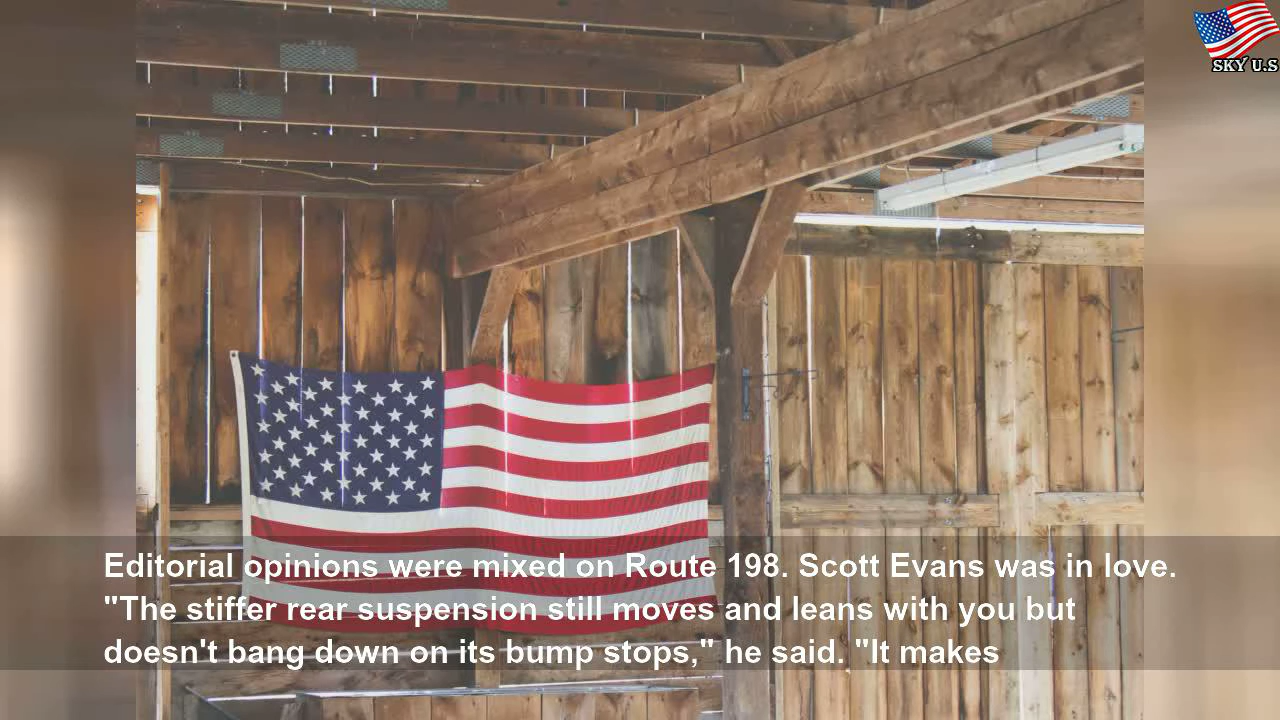 SKY U.S
Editorial opinions were mixed on Route 198. Scott Evans was in love.
"The stiffer rear suspension still moves and leans with you but
doesn't bang down on its bump stops," he said. "It makes